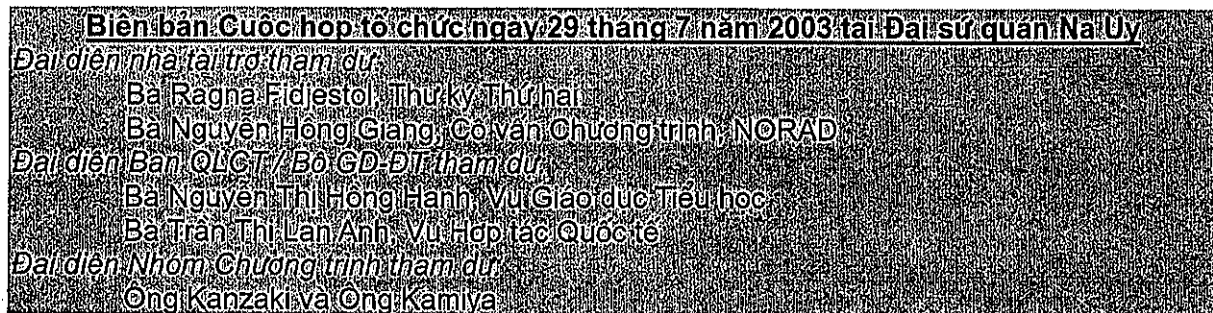 Biên bản Cuộc họp tổ chức ngày 29 tháng 7 năm 2003 tại Đại sứ quán Na Uy
Đại diện nhà tài trợ tham dự:
Bà Ragna Fidjestol, Thư ký Thứ hai
Bà Nguyễn Hồng Giang, Cố vấn Chương trình, NORAD
Đại diện Ban QLCT / Bộ GD-ĐT tham dự:
Bà Nguyễn Thị Hồng Hạnh, Vụ Giáo dục Tiểu học
Bà Trần Thị Lan Anh, Vụ Hợp tác Quốc tế
Đại diện Nhóm Chương trình tham dự:
Ông Kanzaki và Ông Kamiya